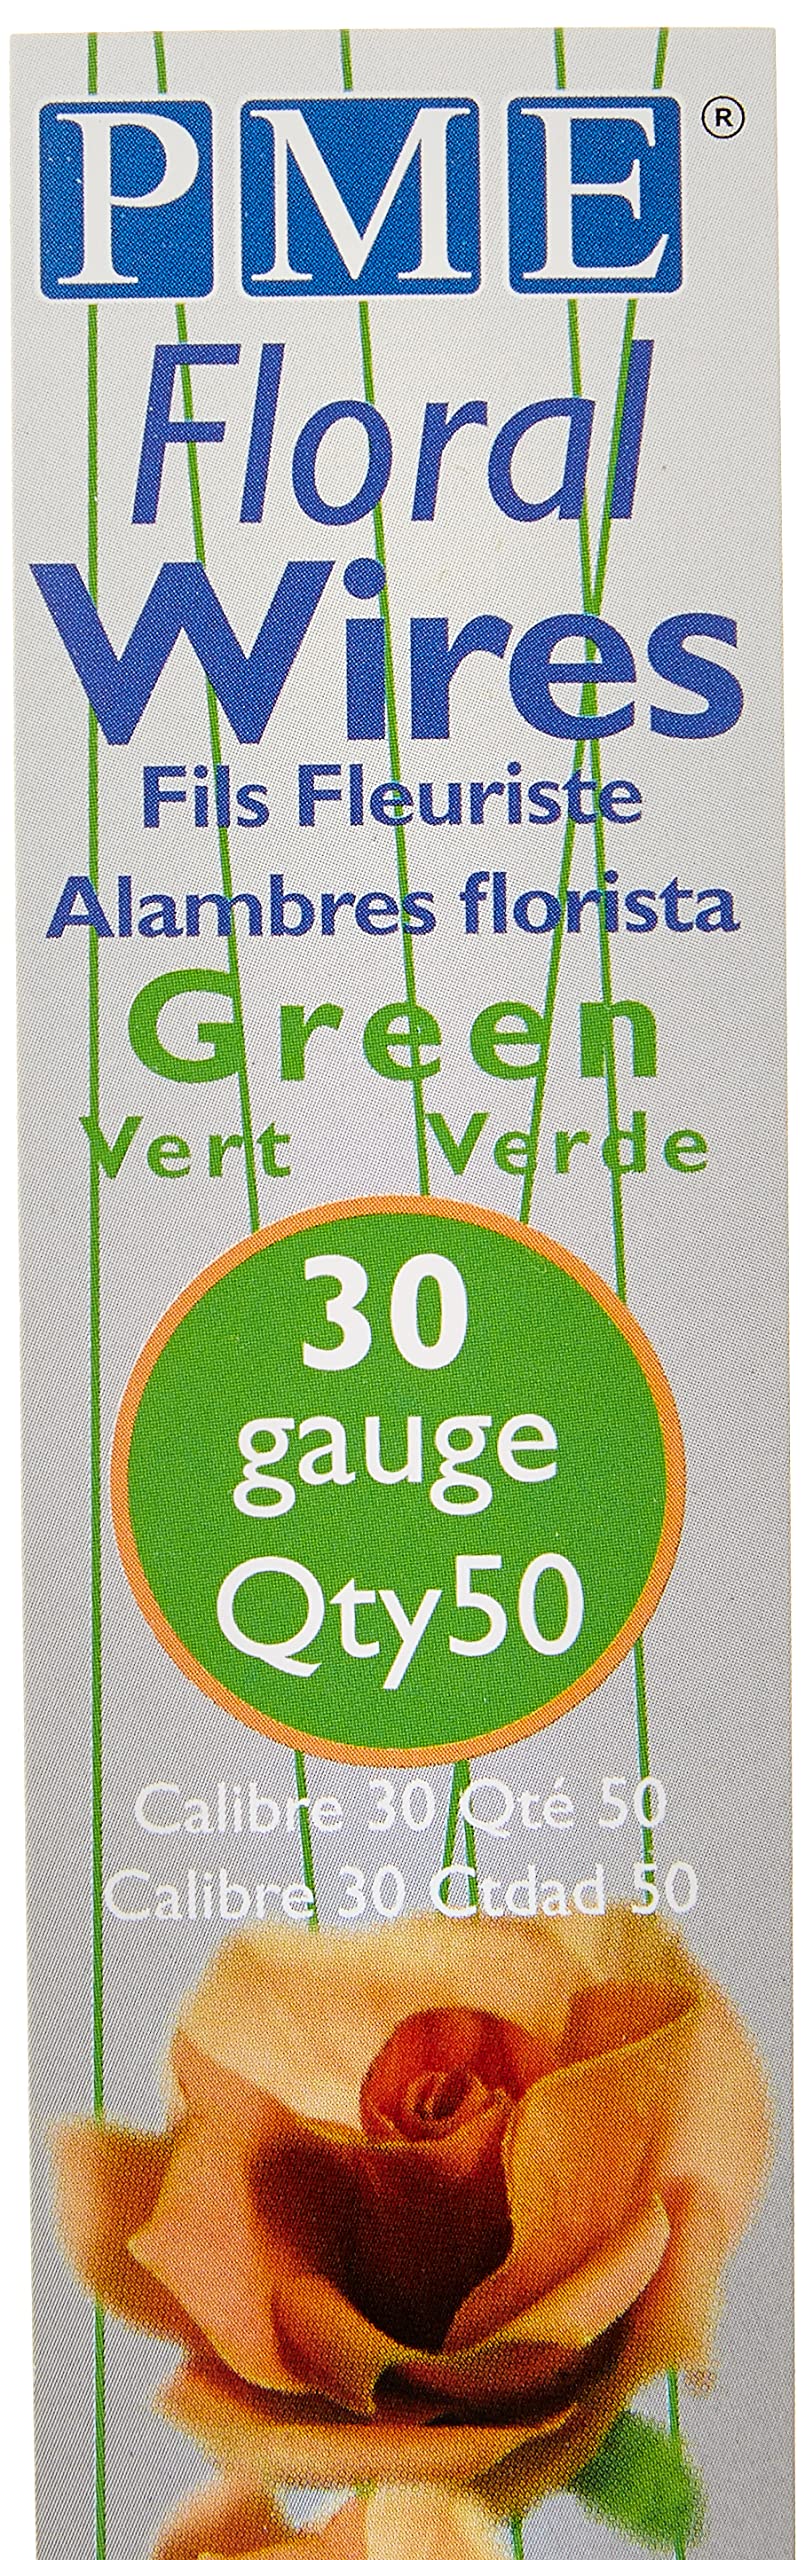 PME®
Floral
Wires
Fils Fleuriste
Alambres florista
Green
Vert Verde
30
gauge
Qty50
Calibre 30 Qté 50
Calibre 30 Ctdad 50